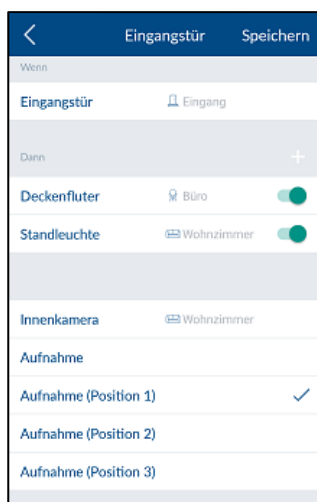 Eingangstür Speichern
Wenn
Eingangstür Eingang
Dann
Deckenfluter Büro
Standleuchte Wohnzimmer
Innenkamera Wohnzimmer
Aufnahme
Aufnahme (Position 1)
Aufnahme (Position 2)
Aufnahme (Position 3)